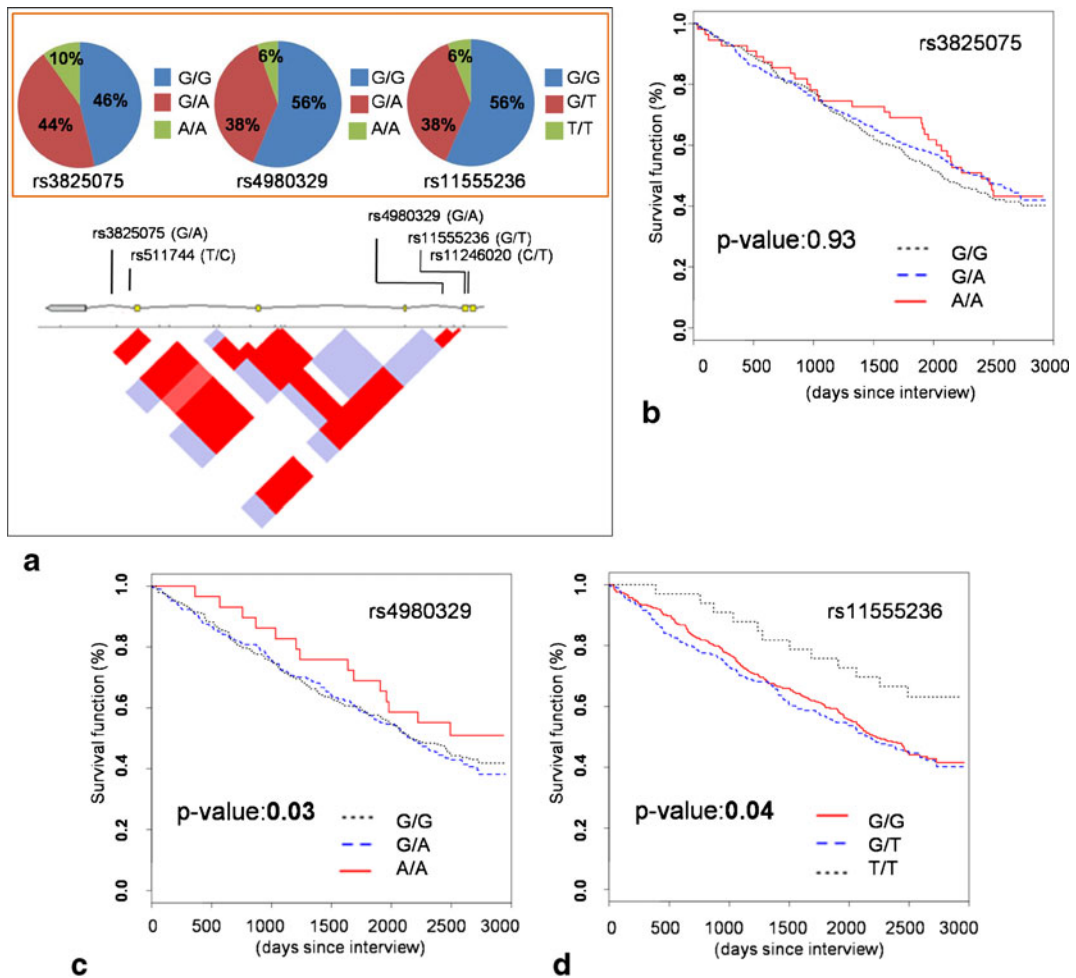 10%
46%
44%
G/G
G/A
A/A
rs3825075
6%
56%
38%
G/G
G/A
A/A
rs4980329
6%
56%
38%
G/G
G/T
T/T
rs11555236
rs3825075 (G/A)
rs511744 (T/C)
rs4980329 (G/A)
rs11555236 (G/T)
rs11246020 (C/T)
a
rs3825075
Survival function (%)
1.0
0.8
0.6
0.4
0.2
0.0
p-value:0.93
G/G
G/A
A/A
0 500 1000 1500 2000 2500 3000
(days since interview)
b
rs4980329
Survival function (%)
1.0
0.8
0.6
0.4
0.2
0.0
p-value:0.03
G/G
G/A
A/A
0 500 1000 1500 2000 2500 3000
(days since interview)
c
rs11555236
Survival function (%)
1.0
0.8
0.6
0.4
0.2
0.0
p-value:0.04
G/G
G/T
T/T
0 500 1000 1500 2000 2500 3000
(days since interview)
d